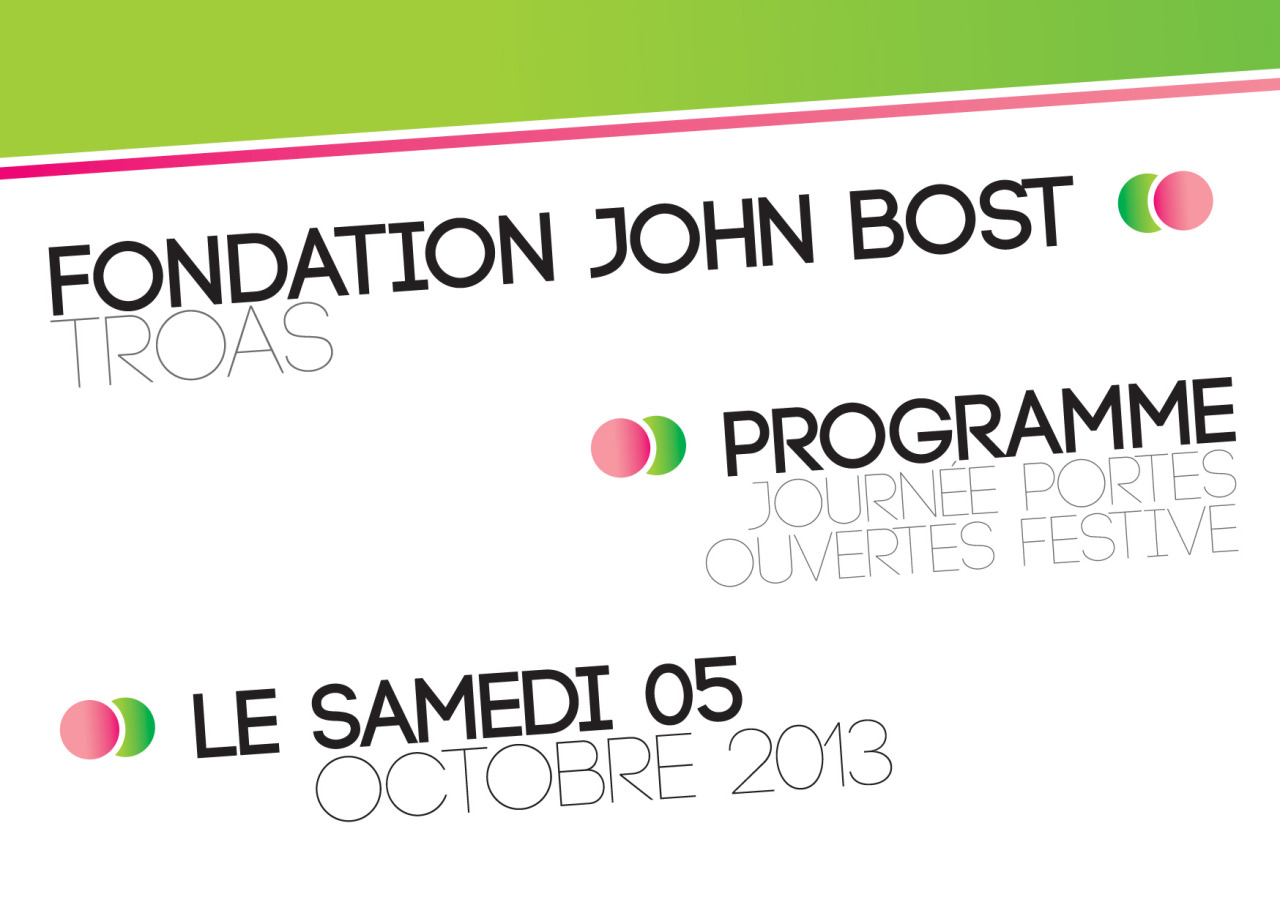 FONDATION JOHN BOST
TROAS
PROGRAMME
JOURNÉE PORTES
OUVERTES FESTIVE
LE SAMEDI 05
OCTOBRE 2013